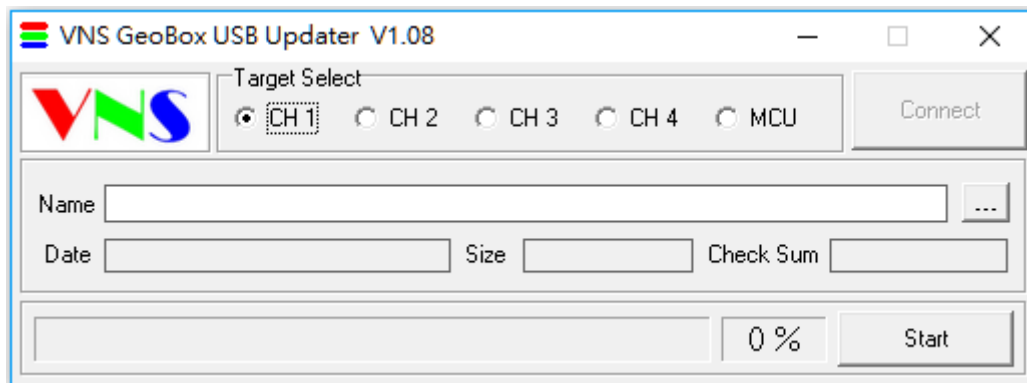 VNS GeoBox USB Updater V1.08
VNS
Target Select
CH 1 CH 2 CH 3 CH 4 MCU
Connect
Name ...
Date Size Check Sum
0 % Start